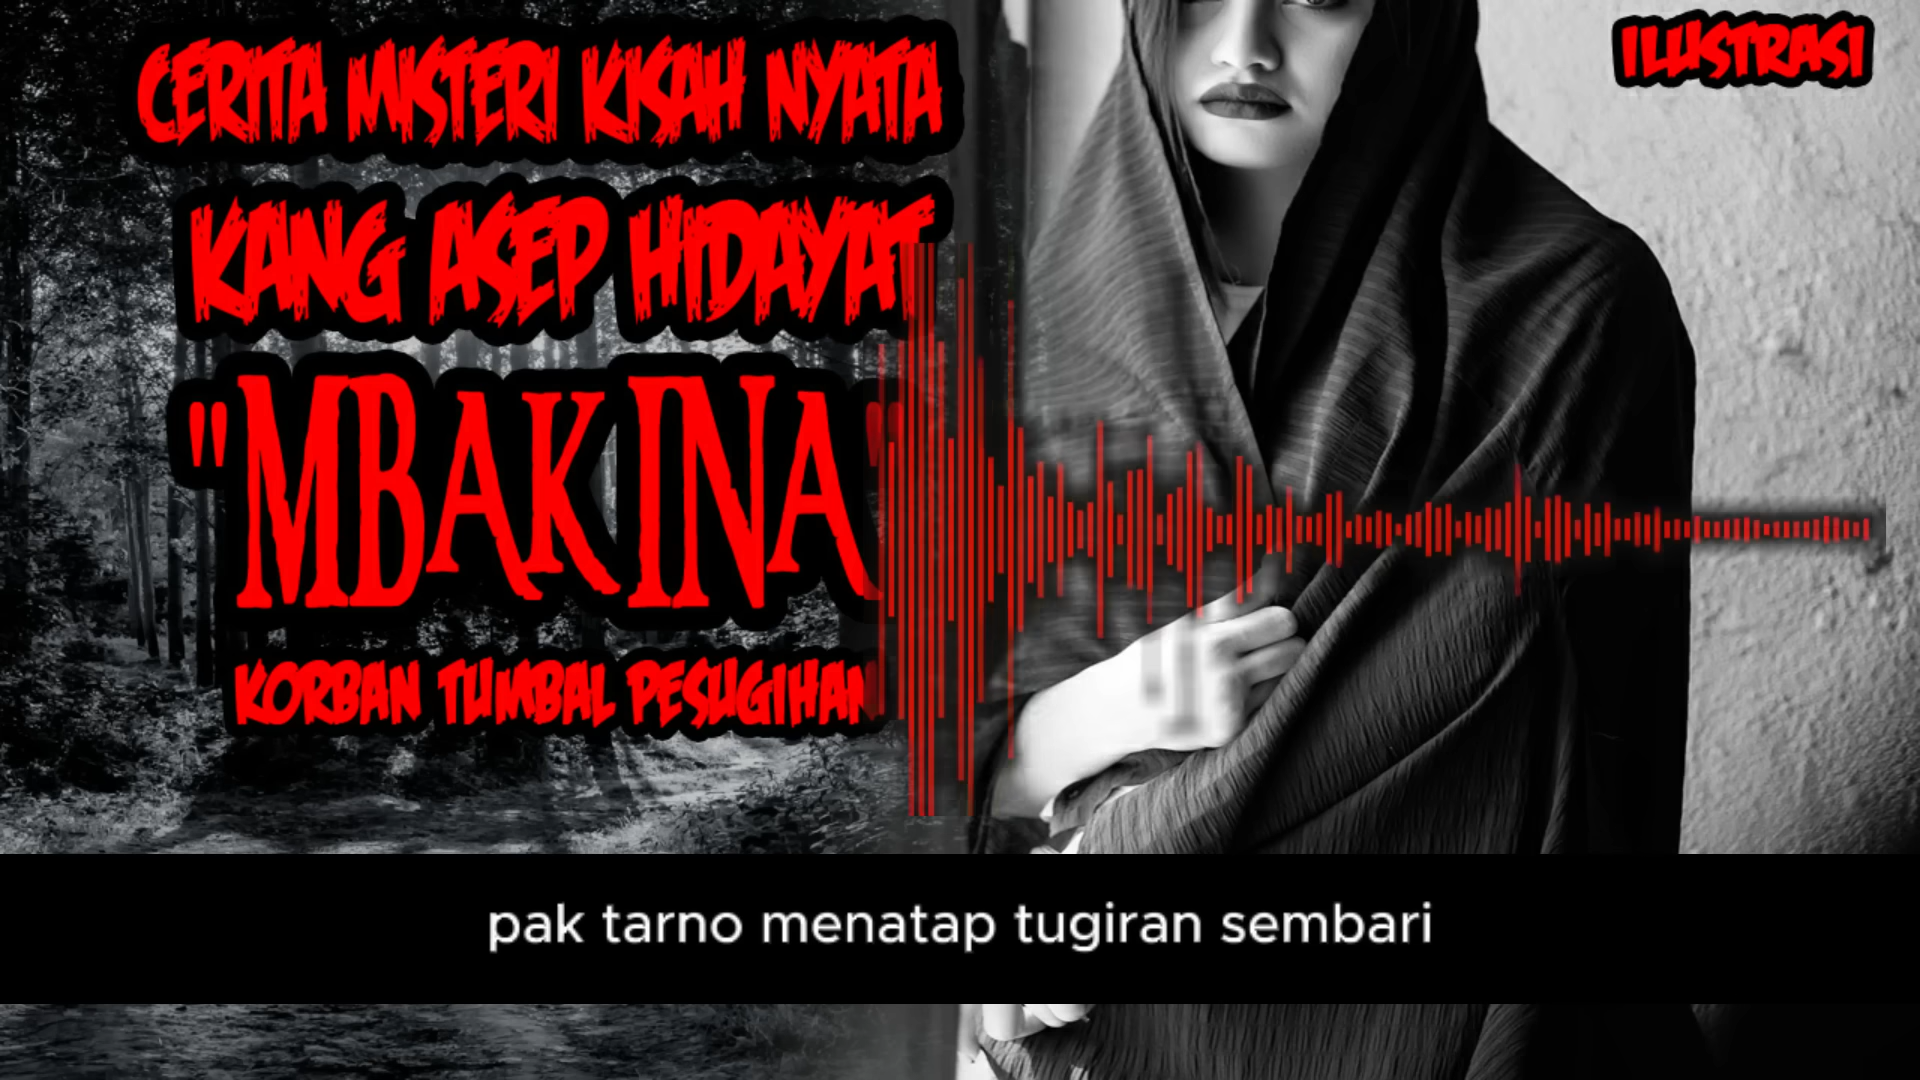 CERITA MISTERI KISAH NYATA
ILUSTRASI
KANG ASEP HIDAYAT
"MBAK INA"
KORBAN TUMBAL PESUGIHAN
pak tarno menatap tugiran sembari